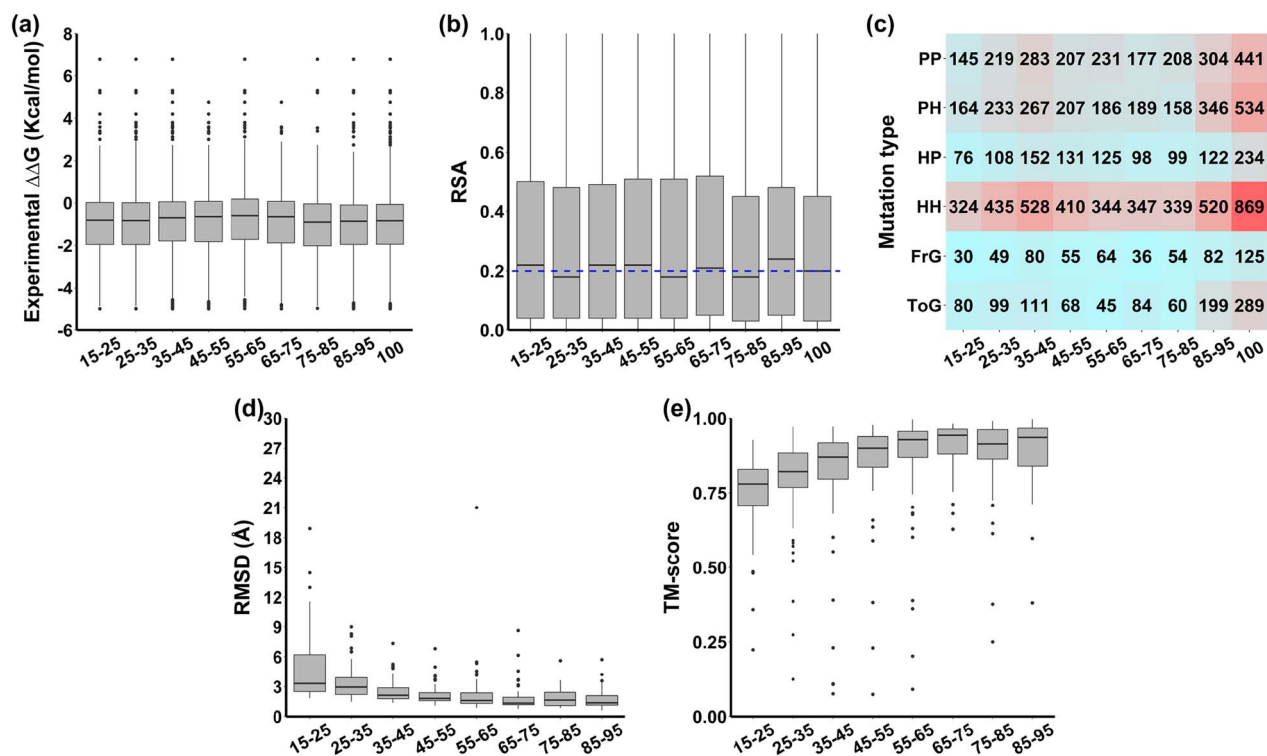 (a)
Experimental ΔΔG (Kcal/mol)
8
6
4
2
0
-2
-4
-6
15-25 25-35 35-45 45-55 55-65 65-75 75-85 85-95 100
(b)
RSA
1.0
0.8
0.6
0.4
0.2
0.0
15-25 25-35 35-45 45-55 55-65 65-75 75-85 85-95 100
(c)
Mutation type
PP 145 219 283 207 231 177 208 304 441
PH 164 233 267 207 186 189 158 346 534
HP 76 108 152 131 125 98 99 122 234
HH 324 435 528 410 344 347 339 520 869
FrG 30 49 80 55 64 36 54 82 125
ToG 80 99 111 68 45 84 60 199 289
15-25 25-35 35-45 45-55 55-65 65-75 75-85 85-95 100
(d)
RMSD (Å)
30
27
24
21
18
15
12
9
6
3
0
15-25 25-35 35-45 45-55 55-65 65-75 75-85 85-95
(e)
TM-score
1.00
0.75
0.50
0.25
0.00
15-25 25-35 35-45 45-55 55-65 65-75 75-85 85-95